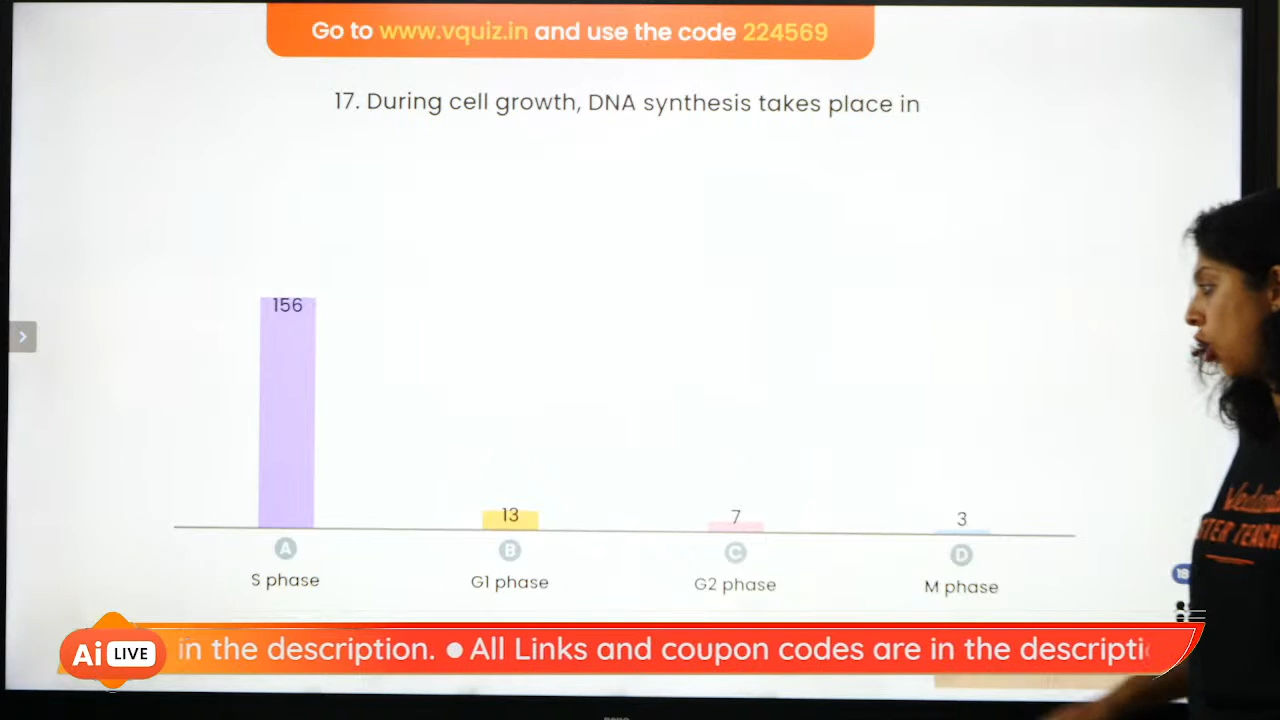 Go to www.vquiz.in and use the code 224569
17. During cell growth, DNA synthesis takes place in
156
13
7
3
A
B
C
D
S phase
G1 phase
G2 phase
M phase
18
Ai LIVE
in the description. ● All Links and coupon codes are in the descripti